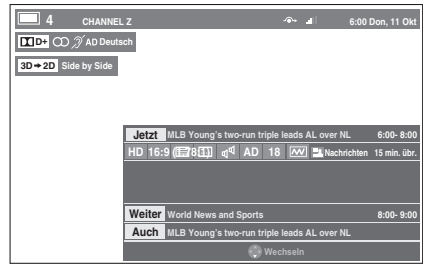 4 CHANNEL Z 6:00 Don, 11 Okt
D+ AD Deutsch
3D➔2D Side by Side
Jetzt MLB Young's two-run triple leads AL over NL 6:00- 8:00
HD 16:9 8 AD 18 Nachrichten 15 min. übr.
Weiter World News and Sports 8:00- 9:00
Auch MLB Young's two-run triple leads AL over NL
Wechseln